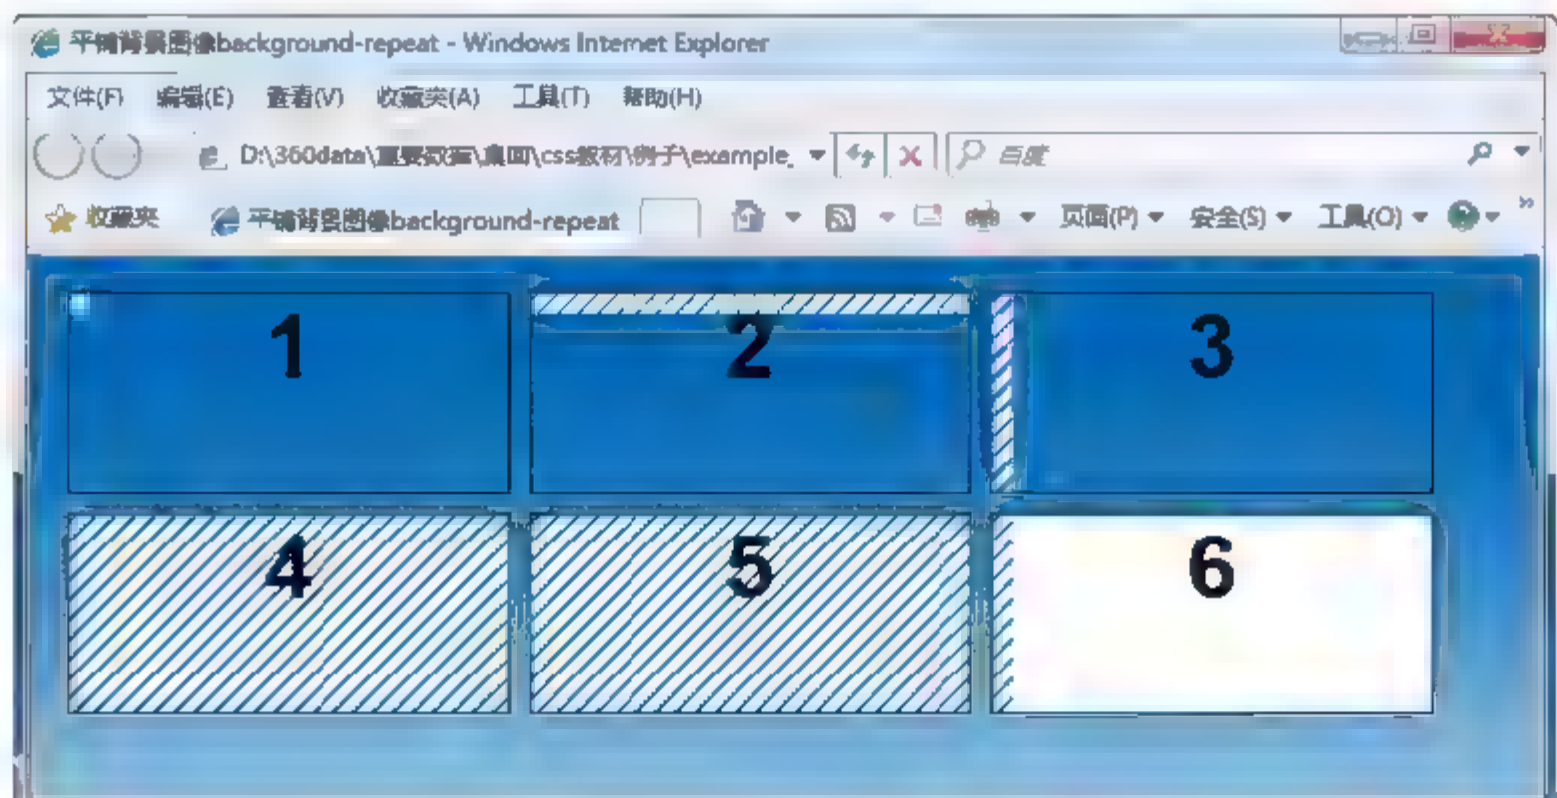 平铺背景图像background-repeat - Windows Internet Explorer
文件(F) 编辑(E) 查看(V) 收藏夹(A) 工具(T) 帮助(H)
D:\360data\重要数据\桌面\css教材\例子\example_ 百度
收藏夹 平铺背景图像background-repeat 页面(P) 安全(S) 工具(O) »
1 2 3
4 5 6